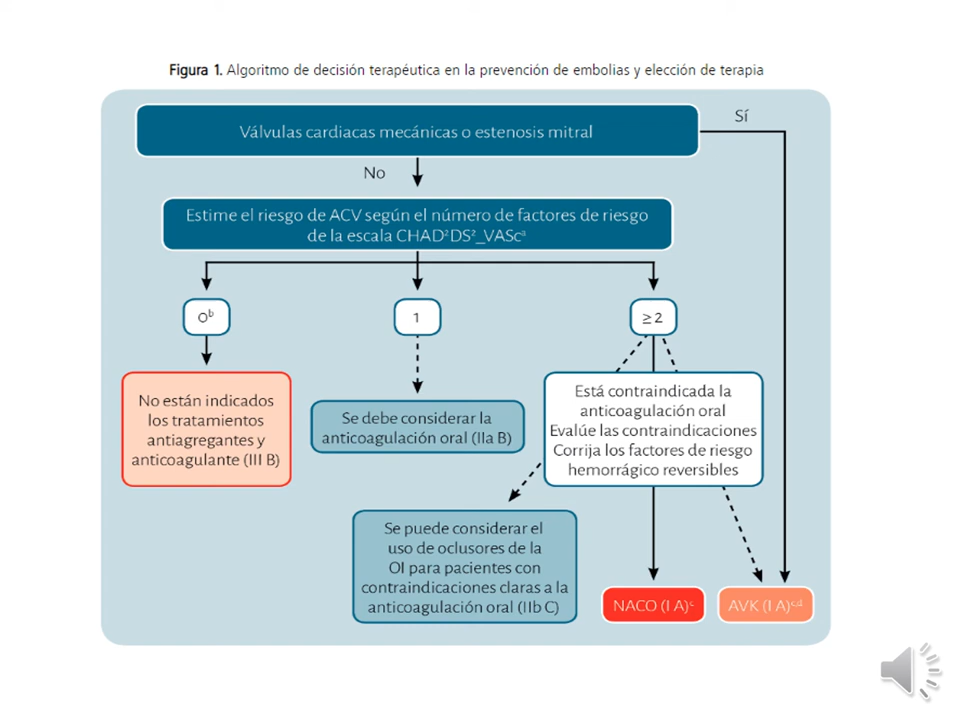 Figura 1. Algoritmo de decisión terapéutica en la prevención de embolias y elección de terapia
Válvulas cardiacas mecánicas o estenosis mitral
Sí
No
Estime el riesgo de ACV según el número de factores de riesgo
de la escala CHAD²DS²_VAScᵃ
0ᵇ
1
≥ 2
No están indicados
los tratamientos
antiagregantes y
anticoagulante (III B)
Se debe considerar la
anticoagulación oral (IIa B)
Está contraindicada la
anticoagulación oral
Evalúe las contraindicaciones
Corrija los factores de riesgo
hemorrágico reversibles
Se puede considerar el
uso de oclusores de la
OI para pacientes con
contraindicaciones claras a la
anticoagulación oral (IIb C)
NACO (I A)ᶜ
AVK (I A)ᶜ·ᵈ